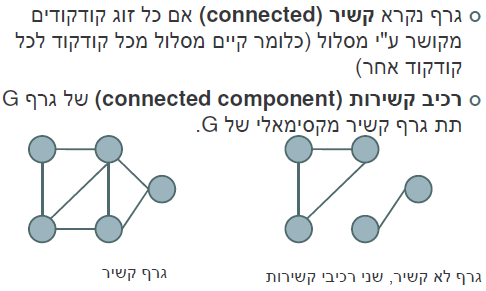 גרף נקרא קשיר (connected) אם כל זוג קודקודים
מקושר ע"י מסלול (כלומר קיים מסלול מכל קודקוד לכל
קודקוד אחר)
רכיב קשירות (connected component) של גרף G
תת גרף קשיר מקסימאלי של G.
גרף לא קשיר, שני רכיבי קשירות
גרף קשיר